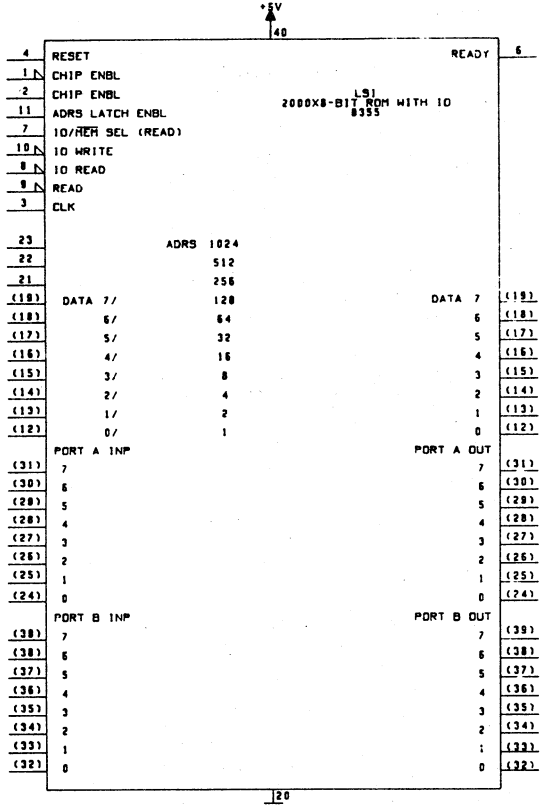 +5V
40
4 RESET READY 6
1 CHIP ENBL
2 CHIP ENBL
LSI
11 ADRS LATCH ENBL
2000X8-BIT ROM WITH IO
8355
7 IO/MEM SEL (READ)
10 IO WRITE
8 IO READ
9 READ
3 CLK
23 ADRS 1024
22 512
21 256
(19) DATA 7/ 128 DATA 7 (19)
(18) 6/ 64 6 (18)
(17) 5/ 32 5 (17)
(16) 4/ 16 4 (16)
(15) 3/ 8 3 (15)
(14) 2/ 4 2 (14)
(13) 1/ 2 1 (13)
(12) 0/ 1 0 (12)
PORT A INP PORT A OUT
(31) 7 7 (31)
(30) 6 6 (30)
(29) 5 5 (29)
(28) 4 4 (28)
(27) 3 3 (27)
(26) 2 2 (26)
(25) 1 1 (25)
(24) 0 0 (24)
PORT B INP PORT B OUT
(39) 7 7 (39)
(38) 6 6 (38)
(37) 5 5 (37)
(36) 4 4 (36)
(35) 3 3 (35)
(34) 2 2 (34)
(33) 1 1 (33)
(32) 0 0 (32)
20